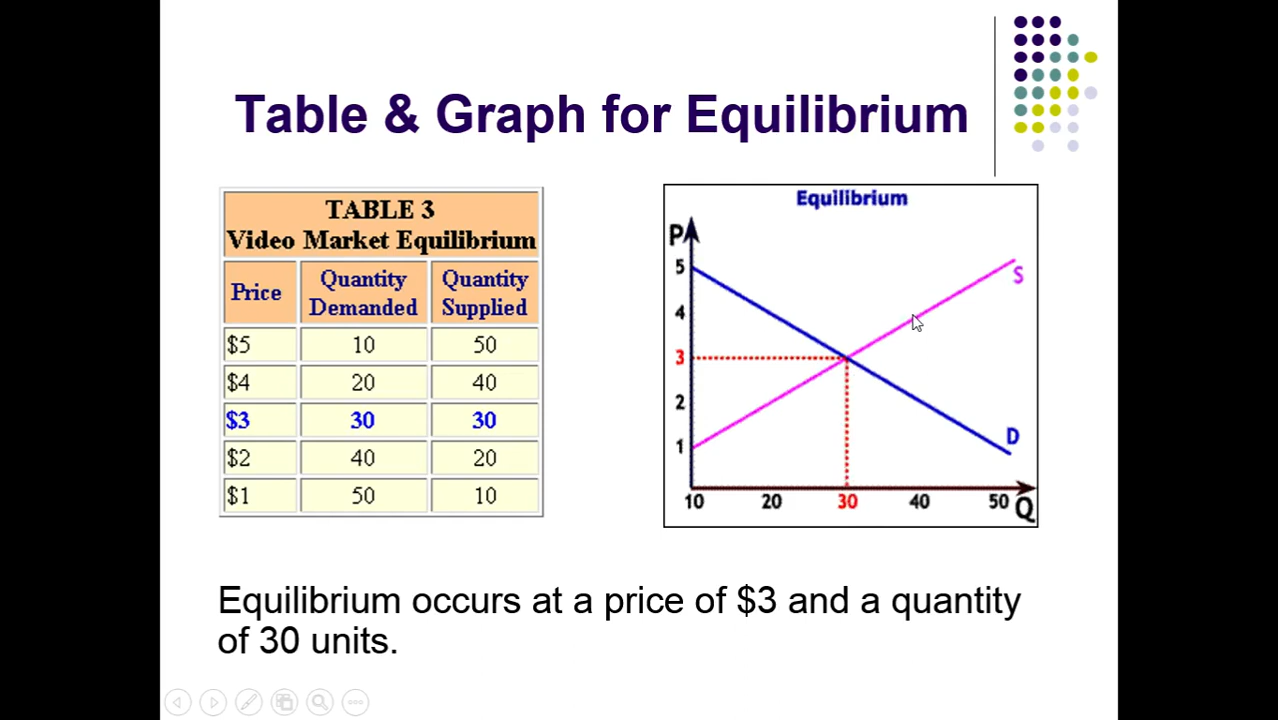 Table & Graph for Equilibrium
TABLE 3
Video Market Equilibrium
Price Quantity Demanded Quantity Supplied
$5 10 50
$4 20 40
$3 30 30
$2 40 20
$1 50 10
Equilibrium
P
5
4
3
2
1
S
D
10 20 30 40 50
Q
Equilibrium occurs at a price of $3 and a quantity
of 30 units.